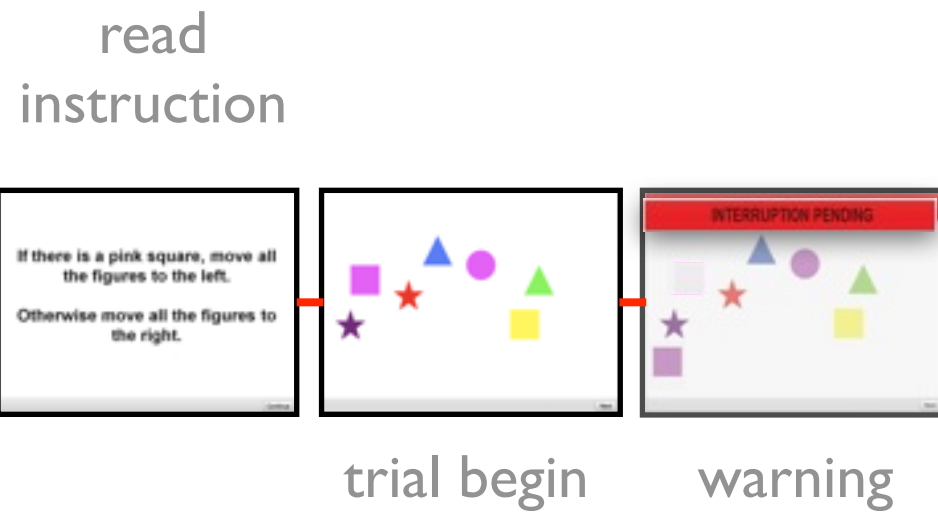 read
instruction
If there is a pink square, move all
the figures to the left.
Otherwise move all the figures to
the right.
INTERRUPTION PENDING
trial begin
warning